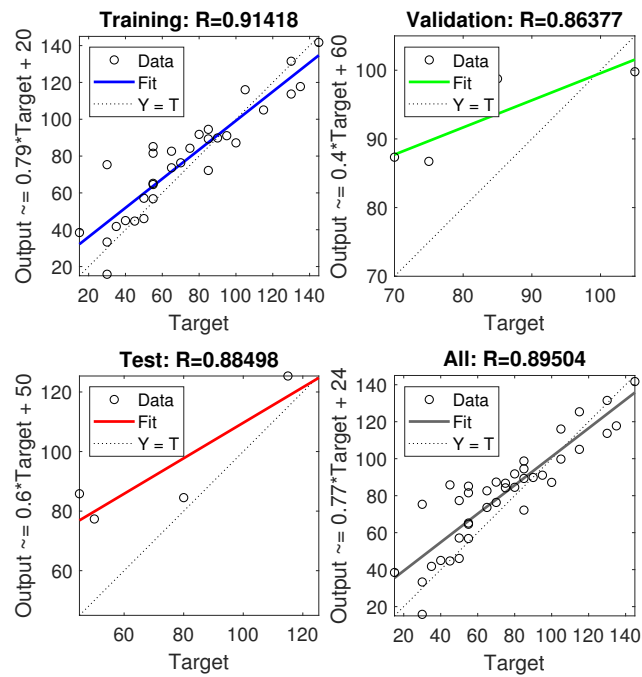 Training: R=0.91418
Output ~= 0.79*Target + 20
140
120
100
80
60
40
20
Data
Fit
Y = T
20 40 60 80 100 120 140
Target
Validation: R=0.86377
Output ~= 0.4*Target + 60
100
90
80
70
Data
Fit
Y = T
70 80 90 100
Target
Test: R=0.88498
Output ~= 0.6*Target + 50
120
100
80
60
Data
Fit
Y = T
60 80 100 120
Target
All: R=0.89504
Output ~= 0.77*Target + 24
140
120
100
80
60
40
20
Data
Fit
Y = T
20 40 60 80 100 120 140
Target